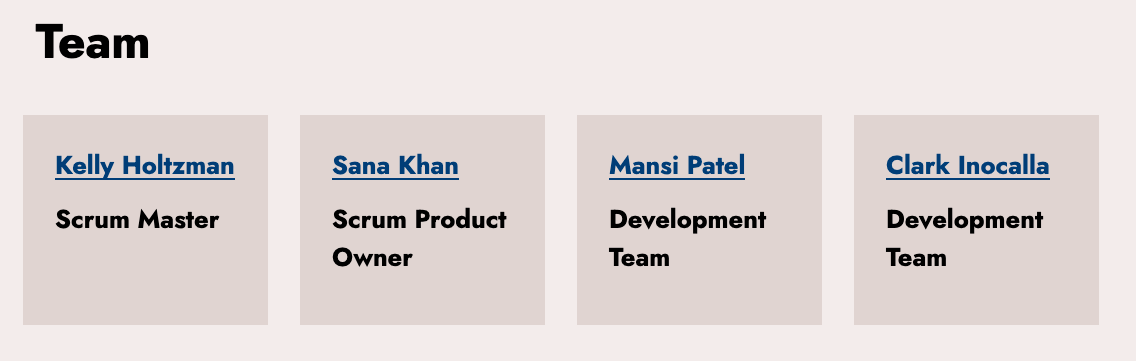 Team
Kelly Holtzman
Scrum Master
Sana Khan
Scrum Product
Owner
Mansi Patel
Development
Team
Clark Inocalla
Development
Team